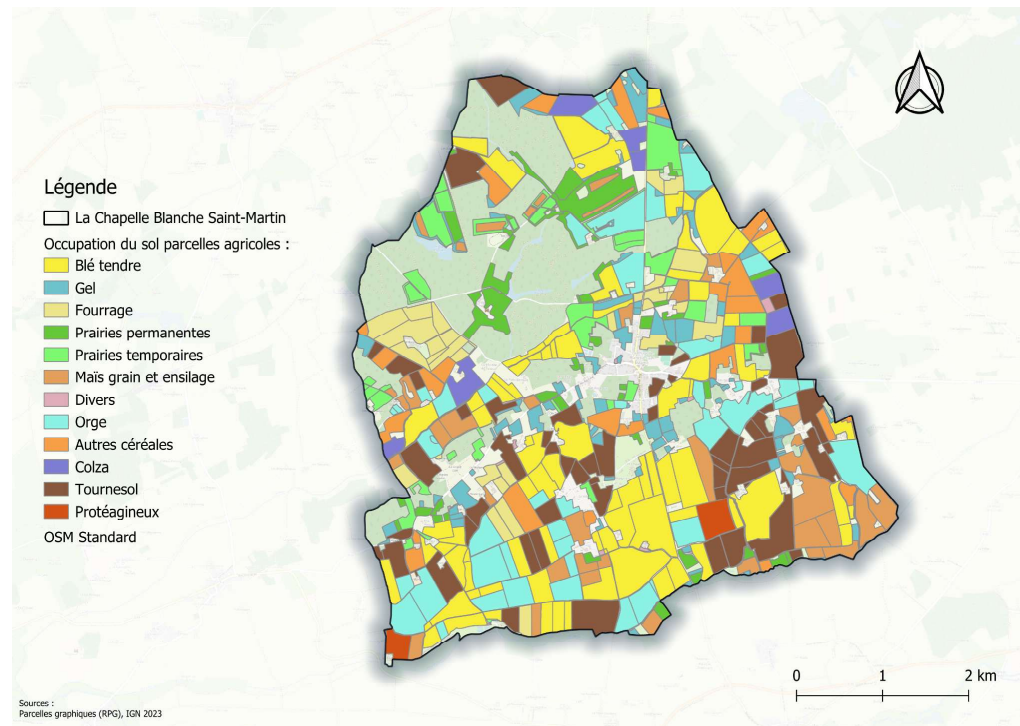 Légende
La Chapelle Blanche Saint-Martin
Occupation du sol parcelles agricoles :
Blé tendre
Gel
Fourrage
Prairies permanentes
Prairies temporaires
Maïs grain et ensilage
Divers
Orge
Autres céréales
Colza
Tournesol
Protéagineux
OSM Standard
0 1 2 km
Sources :
Parcelles graphiques (RPG), IGN 2023